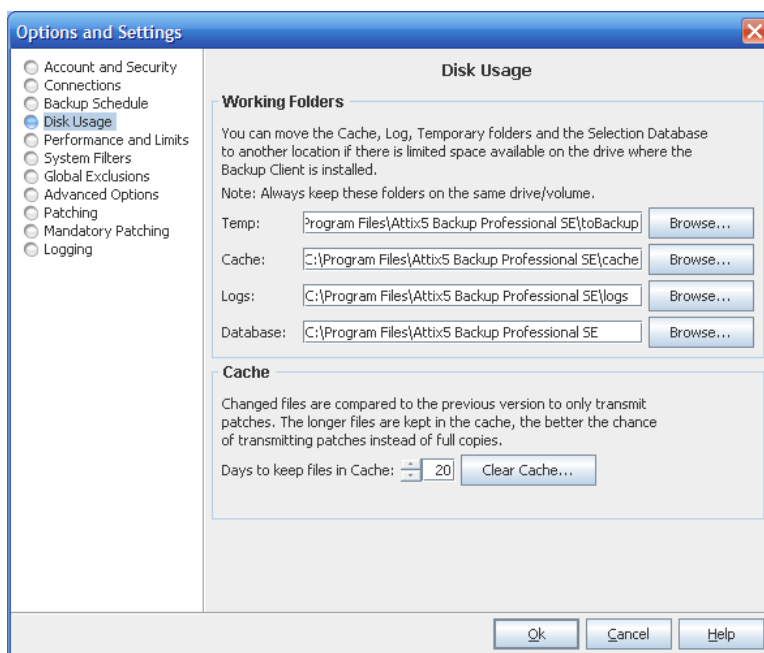 Options and Settings
Account and Security
Connections
Backup Schedule
Disk Usage
Performance and Limits
System Filters
Global Exclusions
Advanced Options
Patching
Mandatory Patching
Logging
Disk Usage
Working Folders
You can move the Cache, Log, Temporary folders and the Selection Database
to another location if there is limited space available on the drive where the
Backup Client is installed.
Note: Always keep these folders on the same drive/volume.
Temp: Program Files\Attix5 Backup Professional SE\toBackup Browse...
Cache: C:\Program Files\Attix5 Backup Professional SE\cache Browse...
Logs: C:\Program Files\Attix5 Backup Professional SE\logs Browse...
Database: C:\Program Files\Attix5 Backup Professional SE Browse...
Cache
Changed files are compared to the previous version to only transmit
patches. The longer files are kept in the cache, the better the chance
of transmitting patches instead of full copies.
Days to keep files in Cache: 20 Clear Cache...
Ok Cancel Help